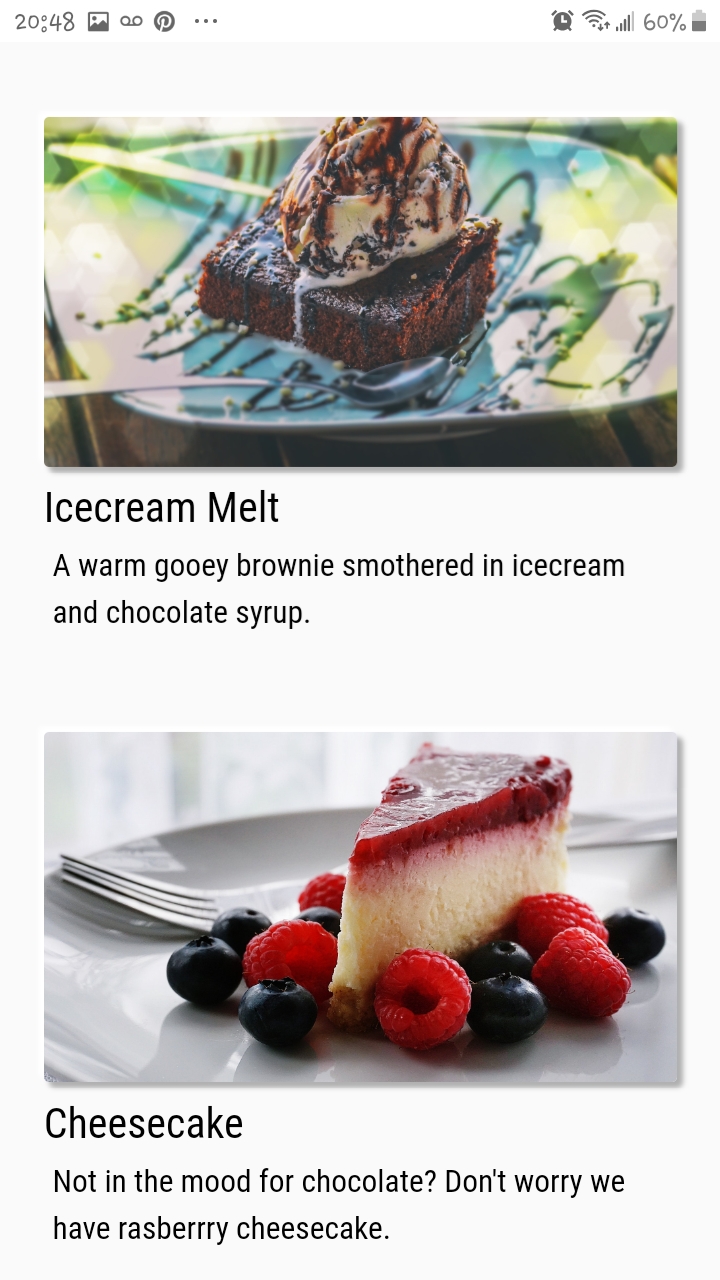 20:48 60%
Icecream Melt
A warm gooey brownie smothered in icecream
and chocolate syrup.
Cheesecake
Not in the mood for chocolate? Don't worry we
have rasberrry cheesecake.